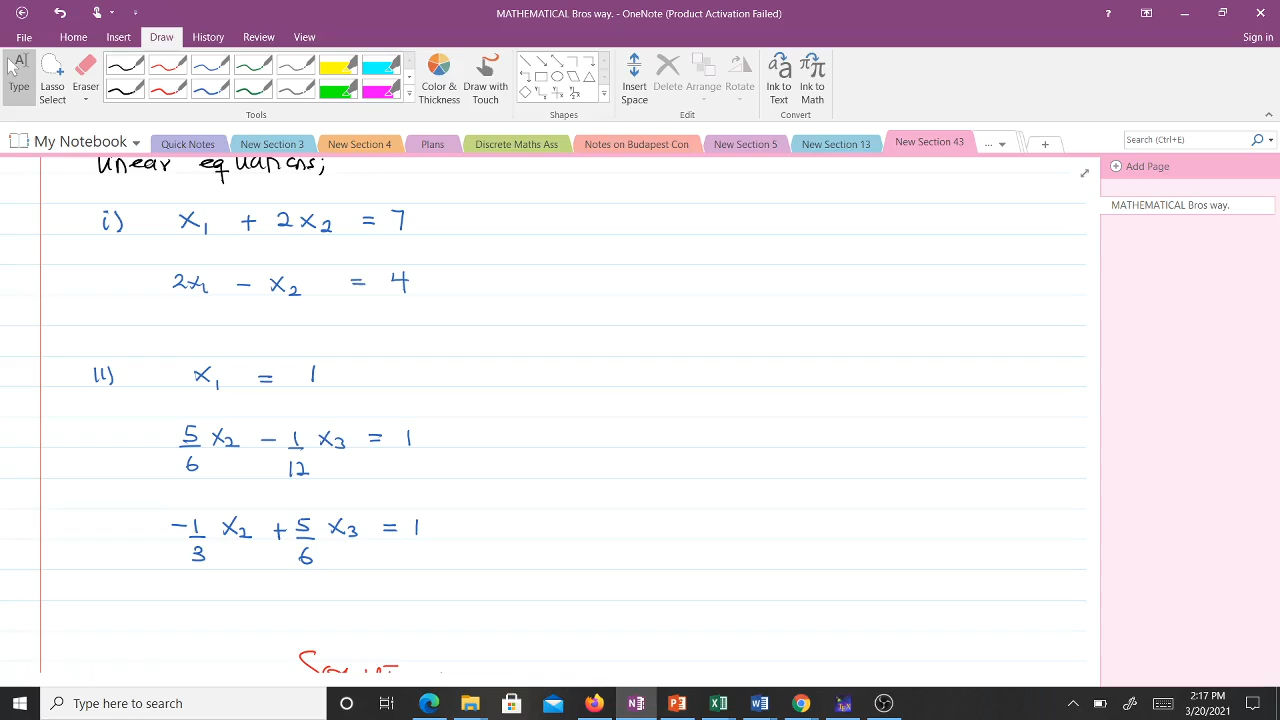 MATHEMATICAL Bros way. - OneNote (Product Activation Failed)
File Home Insert Draw History Review View Sign in
Type Lasso Select Eraser Color & Thickness Draw with Touch Insert Space Delete Arrange Rotate Ink to Text Ink to Math
Tools Shapes Edit Convert
My Notebook Quick Notes New Section 3 New Section 4 Plans Discrete Maths Ass Notes on Budapest Con New Section 5 New Section 13 New Section 43 ... + Search (Ctrl+E)
Add Page
MATHEMATICAL Bros way.
linear equations;
i) x₁ + 2x₂ = 7
2x₁ - x₂ = 4
ii) x₁ = 1
5/6 x₂ - 1/12 x₃ = 1
-1/3 x₂ + 5/6 x₃ = 1
Type here to search
2:17 PM
3/20/2021